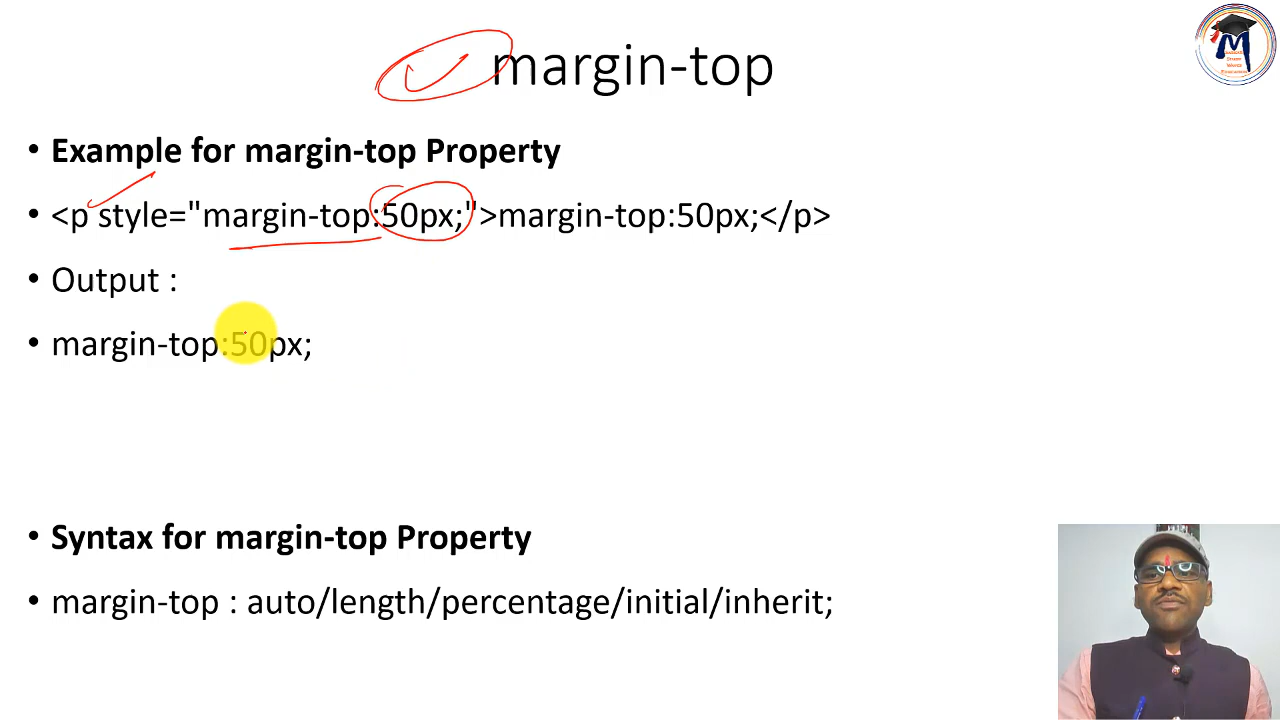 margin-top
• Example for margin-top Property
• <p style="margin-top:50px;">margin-top:50px;</p>
• Output :
• margin-top:50px;
• Syntax for margin-top Property
• margin-top : auto/length/percentage/initial/inherit;